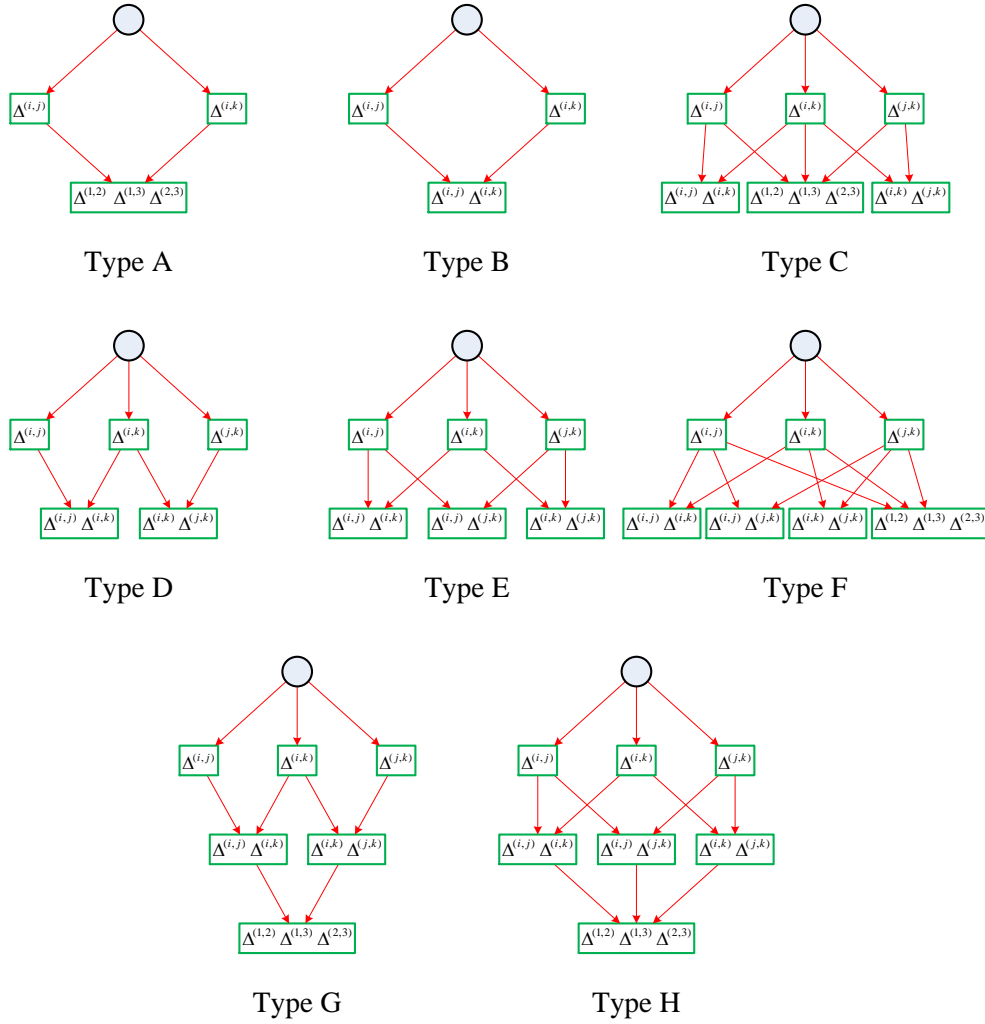 Δ^(i,j) Δ^(i,k) Δ^(i,j) Δ^(i,k) Δ^(i,j) Δ^(i,k) Δ^(j,k)
Δ^(1,2) Δ^(1,3) Δ^(2,3) Δ^(i,j) Δ^(i,k) Δ^(i,j) Δ^(i,k) Δ^(1,2) Δ^(1,3) Δ^(2,3) Δ^(i,k) Δ^(j,k)
Type A Type B Type C
Δ^(i,j) Δ^(i,k) Δ^(j,k) Δ^(i,j) Δ^(i,k) Δ^(j,k) Δ^(i,j) Δ^(i,k) Δ^(j,k)
Δ^(i,j) Δ^(i,k) Δ^(i,k) Δ^(j,k) Δ^(i,j) Δ^(i,k) Δ^(i,j) Δ^(j,k) Δ^(i,k) Δ^(j,k) Δ^(i,j) Δ^(i,k) Δ^(i,j) Δ^(j,k) Δ^(i,k) Δ^(j,k) Δ^(1,2) Δ^(1,3) Δ^(2,3)
Type D Type E Type F
Δ^(i,j) Δ^(i,k) Δ^(j,k) Δ^(i,j) Δ^(i,k) Δ^(j,k)
Δ^(i,j) Δ^(i,k) Δ^(i,k) Δ^(j,k) Δ^(i,j) Δ^(i,k) Δ^(i,j) Δ^(j,k) Δ^(i,k) Δ^(j,k)
Δ^(1,2) Δ^(1,3) Δ^(2,3) Δ^(1,2) Δ^(1,3) Δ^(2,3)
Type G Type H